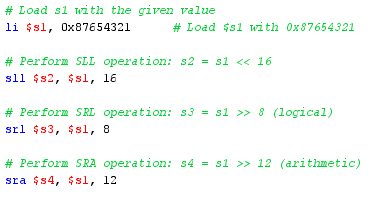 # Load s1 with the given value
li $s1, 0x87654321 # Load $s1 with 0x87654321
# Perform SLL operation: s2 = s1 << 16
sll $s2, $s1, 16
# Perform SRL operation: s3 = s1 >> 8 (logical)
srl $s3, $s1, 8
# Perform SRA operation: s4 = s1 >> 12 (arithmetic)
sra $s4, $s1, 12